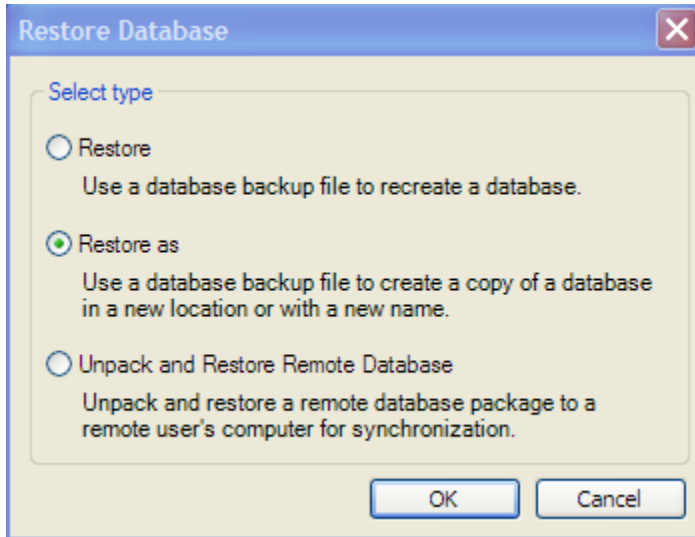 Restore Database
Select type
Restore
Use a database backup file to recreate a database.
Restore as
Use a database backup file to create a copy of a database
in a new location or with a new name.
Unpack and Restore Remote Database
Unpack and restore a remote database package to a
remote user's computer for synchronization.
OK Cancel